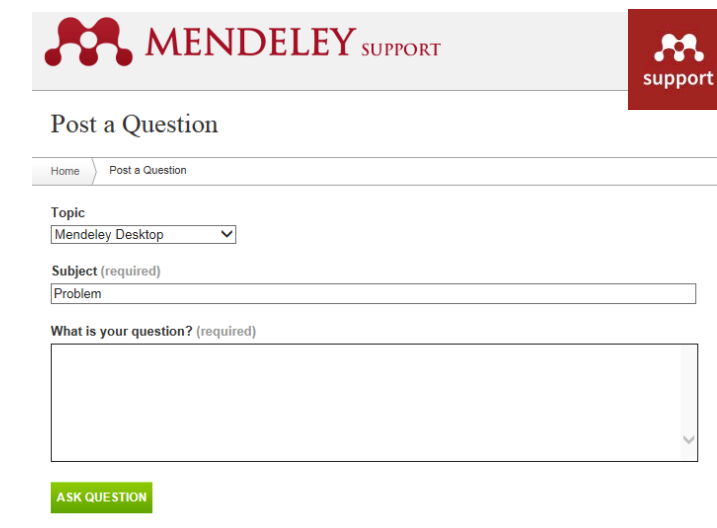 MENDELEY SUPPORT
support
Post a Question
Home Post a Question
Topic
Mendeley Desktop
Subject (required)
Problem
What is your question? (required)
ASK QUESTION